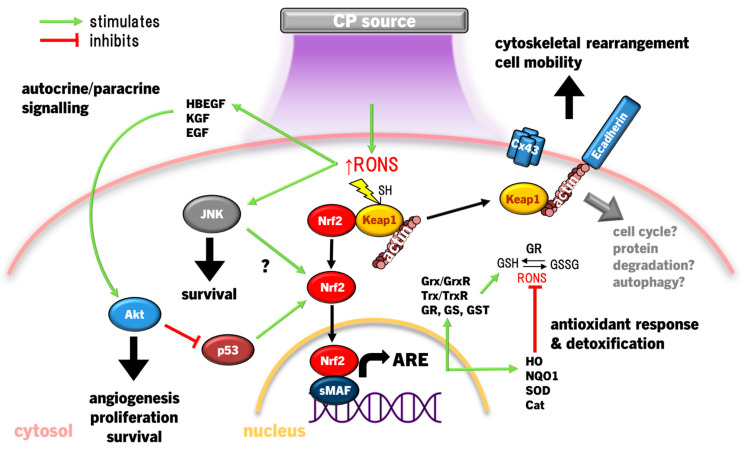 CP source
stimulates
inhibits
cytoskeletal rearrangement
cell mobility
autocrine/paracrine
signalling
HBEGF
KGF
EGF
↑RONS
SH
Cx43
Ecadherin
JNK
Nrf2
Keap1
actin
Keap1
actin
cell cycle?
protein
degradation?
autophagy?
?
GR
GSH
GSSG
RONS
survival
Nrf2
Grx/GrxR
Trx/TrxR
GR, GS, GST
Akt
p53
antioxidant response
& detoxification
Nrf2
ARE
sMAF
HO
NQO1
SOD
Cat
angiogenesis
proliferation
survival
cytosol
nucleus